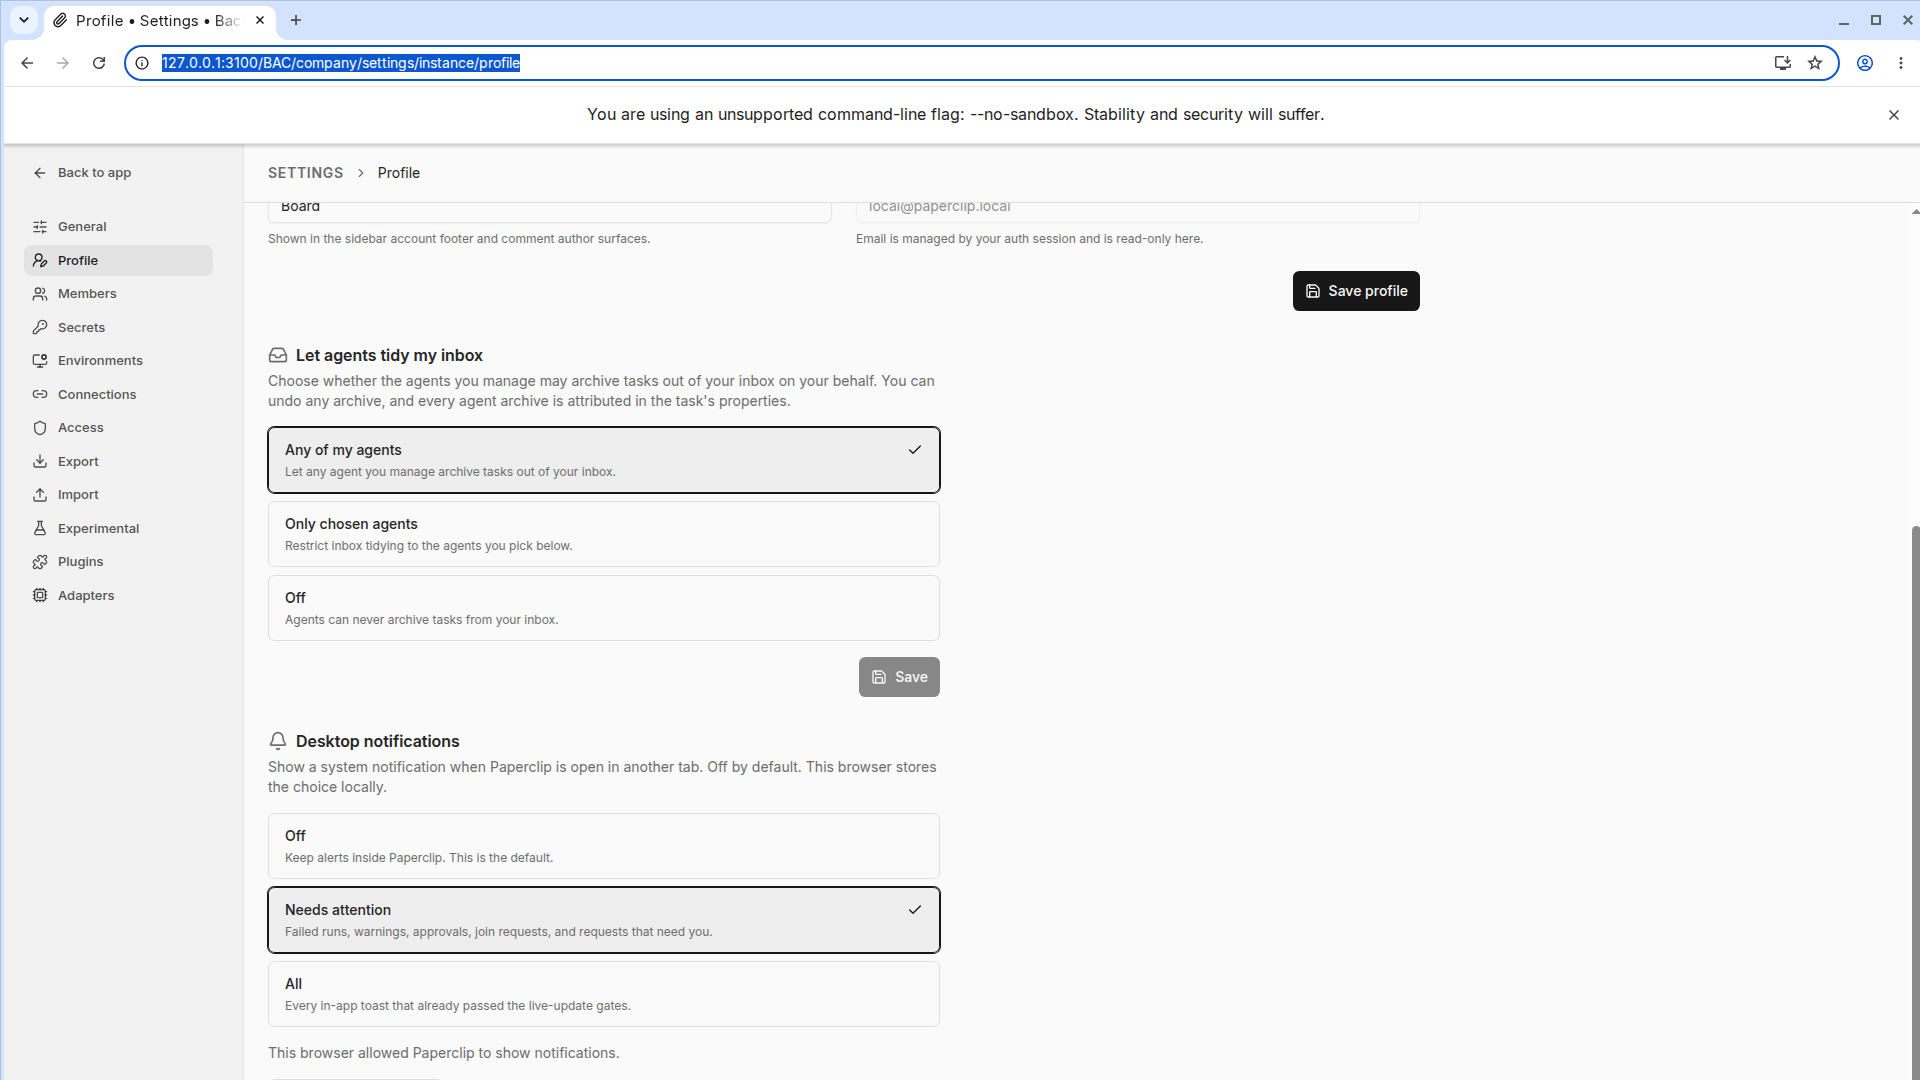 Profile • Settings • Bac
127.0.0.1:3100/BAC/company/settings/instance/profile
You are using an unsupported command-line flag: --no-sandbox. Stability and security will suffer.
Back to app
General
Profile
Members
Secrets
Environments
Connections
Access
Export
Import
Experimental
Plugins
Adapters
SETTINGS > Profile
Board
local@paperclip.local
Shown in the sidebar account footer and comment author surfaces.
Email is managed by your auth session and is read-only here.
Save profile
Let agents tidy my inbox
Choose whether the agents you manage may archive tasks out of your inbox on your behalf. You can
undo any archive, and every agent archive is attributed in the task's properties.
Any of my agents
Let any agent you manage archive tasks out of your inbox.
Only chosen agents
Restrict inbox tidying to the agents you pick below.
Off
Agents can never archive tasks from your inbox.
Save
Desktop notifications
Show a system notification when Paperclip is open in another tab. Off by default. This browser stores
the choice locally.
Off
Keep alerts inside Paperclip. This is the default.
Needs attention
Failed runs, warnings, approvals, join requests, and requests that need you.
All
Every in-app toast that already passed the live-update gates.
This browser allowed Paperclip to show notifications.